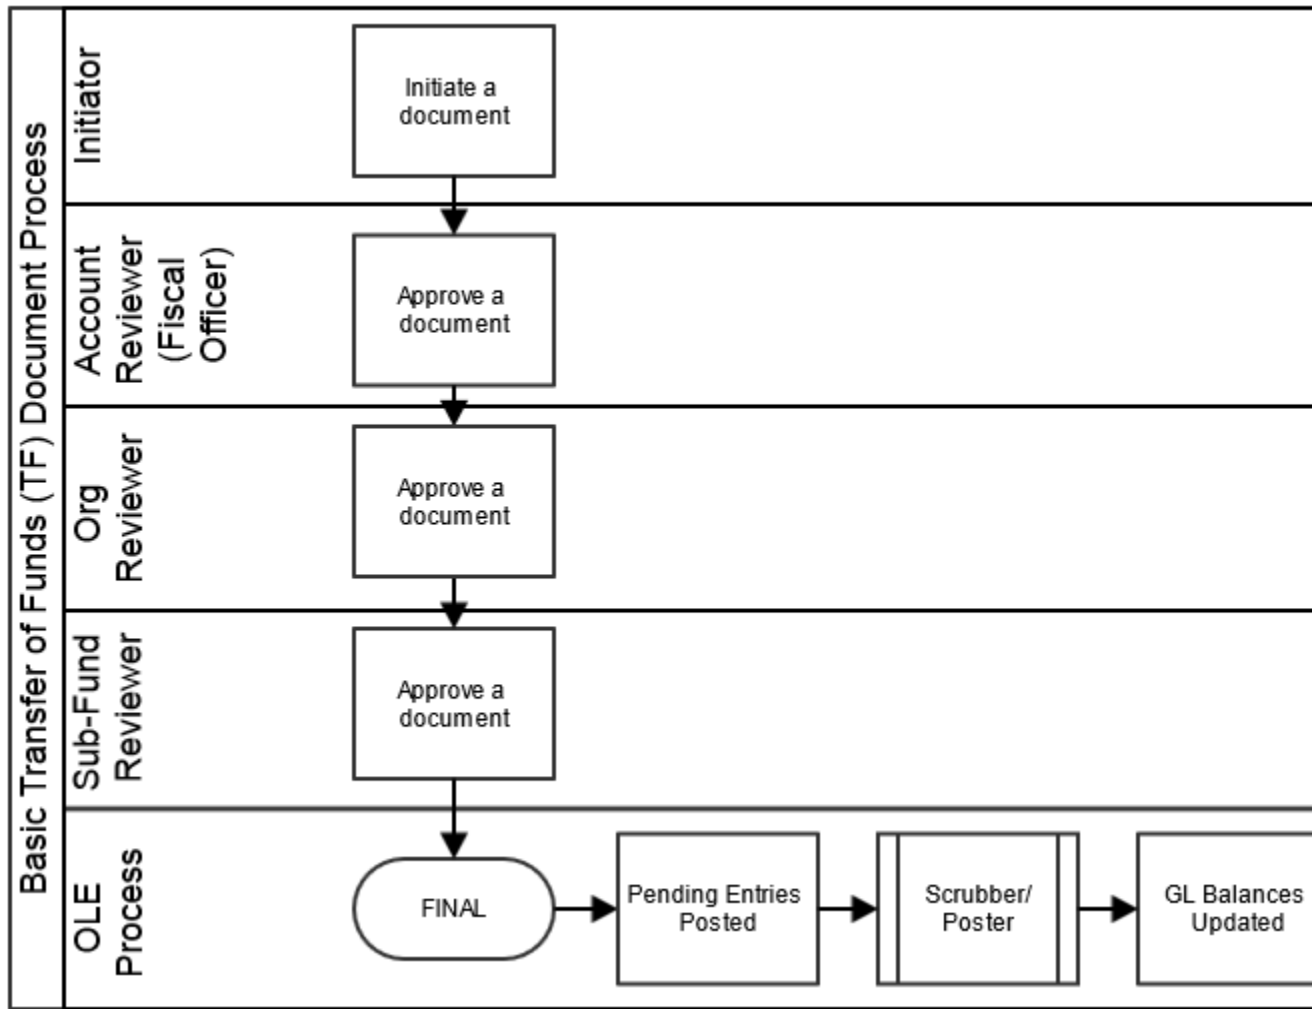 Basic Transfer of Funds (TF) Document Process
Initiator
Initiate a
document
Account
Reviewer
(Fiscal
Officer)
Approve a
document
Org
Reviewer
Approve a
document
Sub-Fund
Reviewer
Approve a
document
OLE
Process
FINAL
Pending Entries
Posted
Scrubber/
Poster
GL Balances
Updated